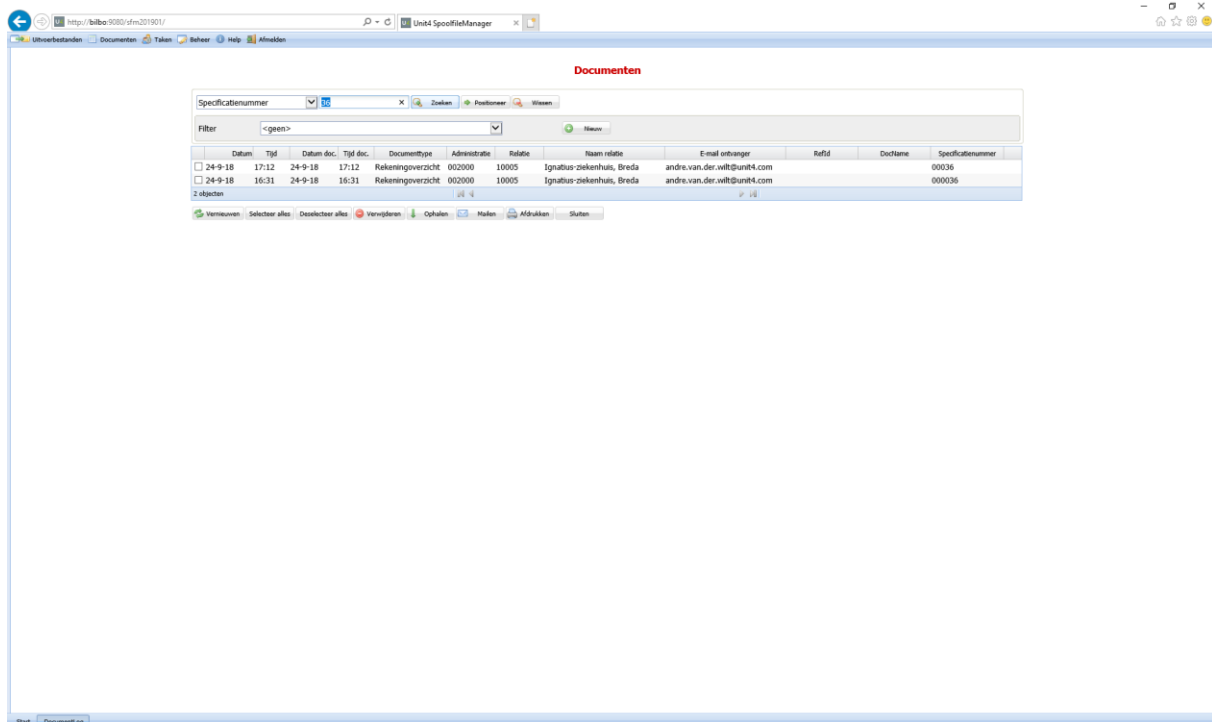 http://bilbo:9080/sfm201901/ Unit4 SpoolfileManager
Uitvoerbestanden Documenten Taken Beheer Help Afmelden
Documenten
Specificatienummer 36 Zoeken Positioneer Wissen
Filter <geen> Nieuw
Datum Tijd Datum doc. Tijd doc. Documenttype Administratie Relatie Naam relatie E-mail ontvanger RefId DocName Specificatienummer
24-9-18 17:12 24-9-18 17:12 Rekeningoverzicht 002000 10005 Ignatius-ziekenhuis, Breda andre.van.der.wilt@unit4.com 00036
24-9-18 16:31 24-9-18 16:31 Rekeningoverzicht 002000 10005 Ignatius-ziekenhuis, Breda andre.van.der.wilt@unit4.com 000036
2 objecten
Vernieuwen Selecteer alles Deselecteer alles Verwijderen Ophalen Mailen Afdrukken Sluiten